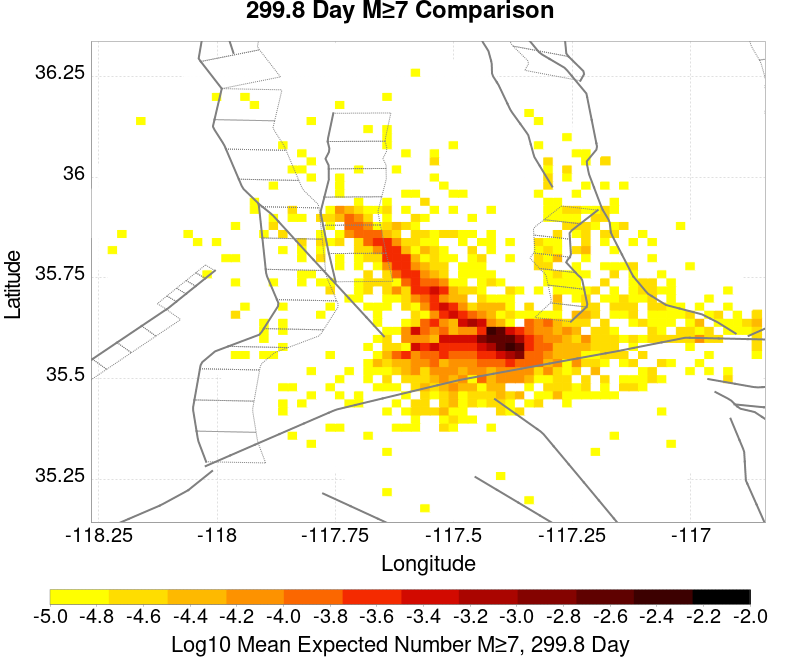 299.8 Day M≥7 Comparison
36.25
36
35.75
35.5
35.25
Latitude
-118.25 -118 -117.75 -117.5 -117.25 -117
Longitude
-5.0 -4.8 -4.6 -4.4 -4.2 -4.0 -3.8 -3.6 -3.4 -3.2 -3.0 -2.8 -2.6 -2.4 -2.2 -2.0
Log10 Mean Expected Number M≥7, 299.8 Day